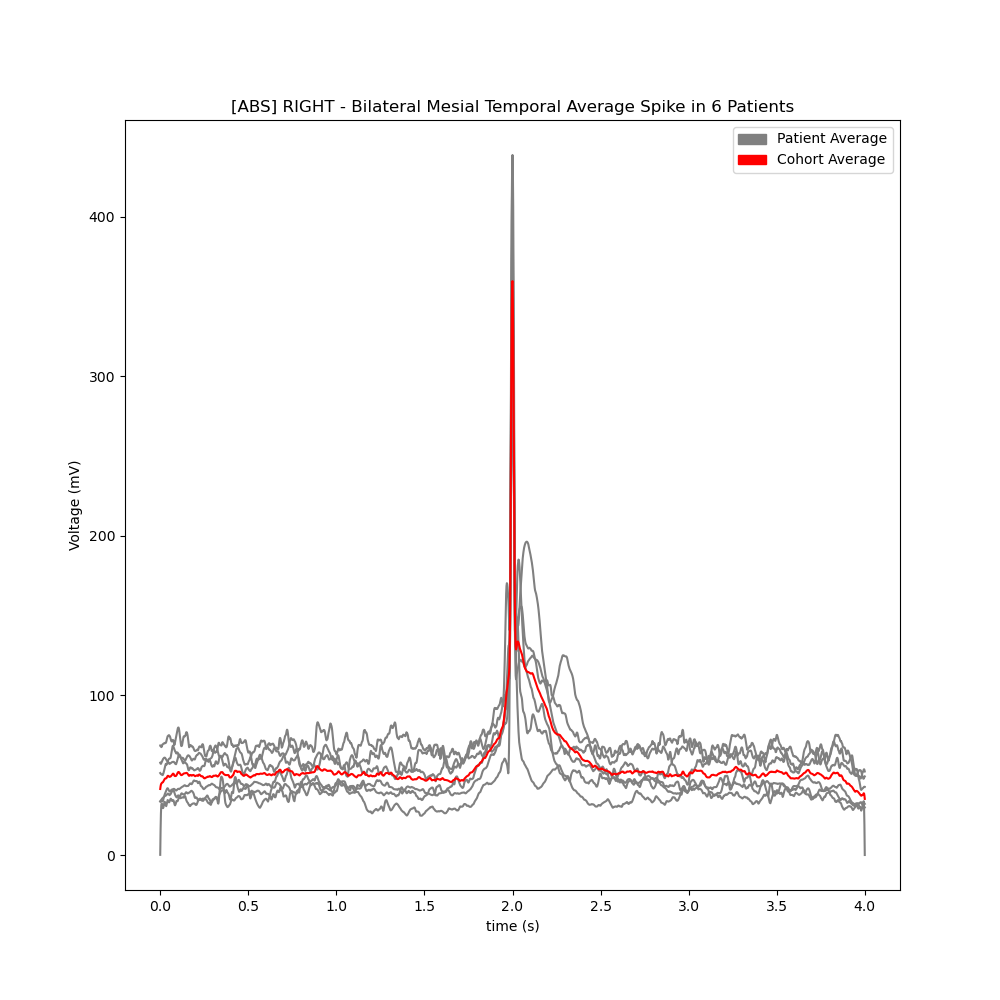 [ABS] RIGHT - Bilateral Mesial Temporal Average Spike in 6 Patients
Patient Average
Cohort Average
Voltage (mV)
400
300
200
100
0
0.0 0.5 1.0 1.5 2.0 2.5 3.0 3.5 4.0
time (s)